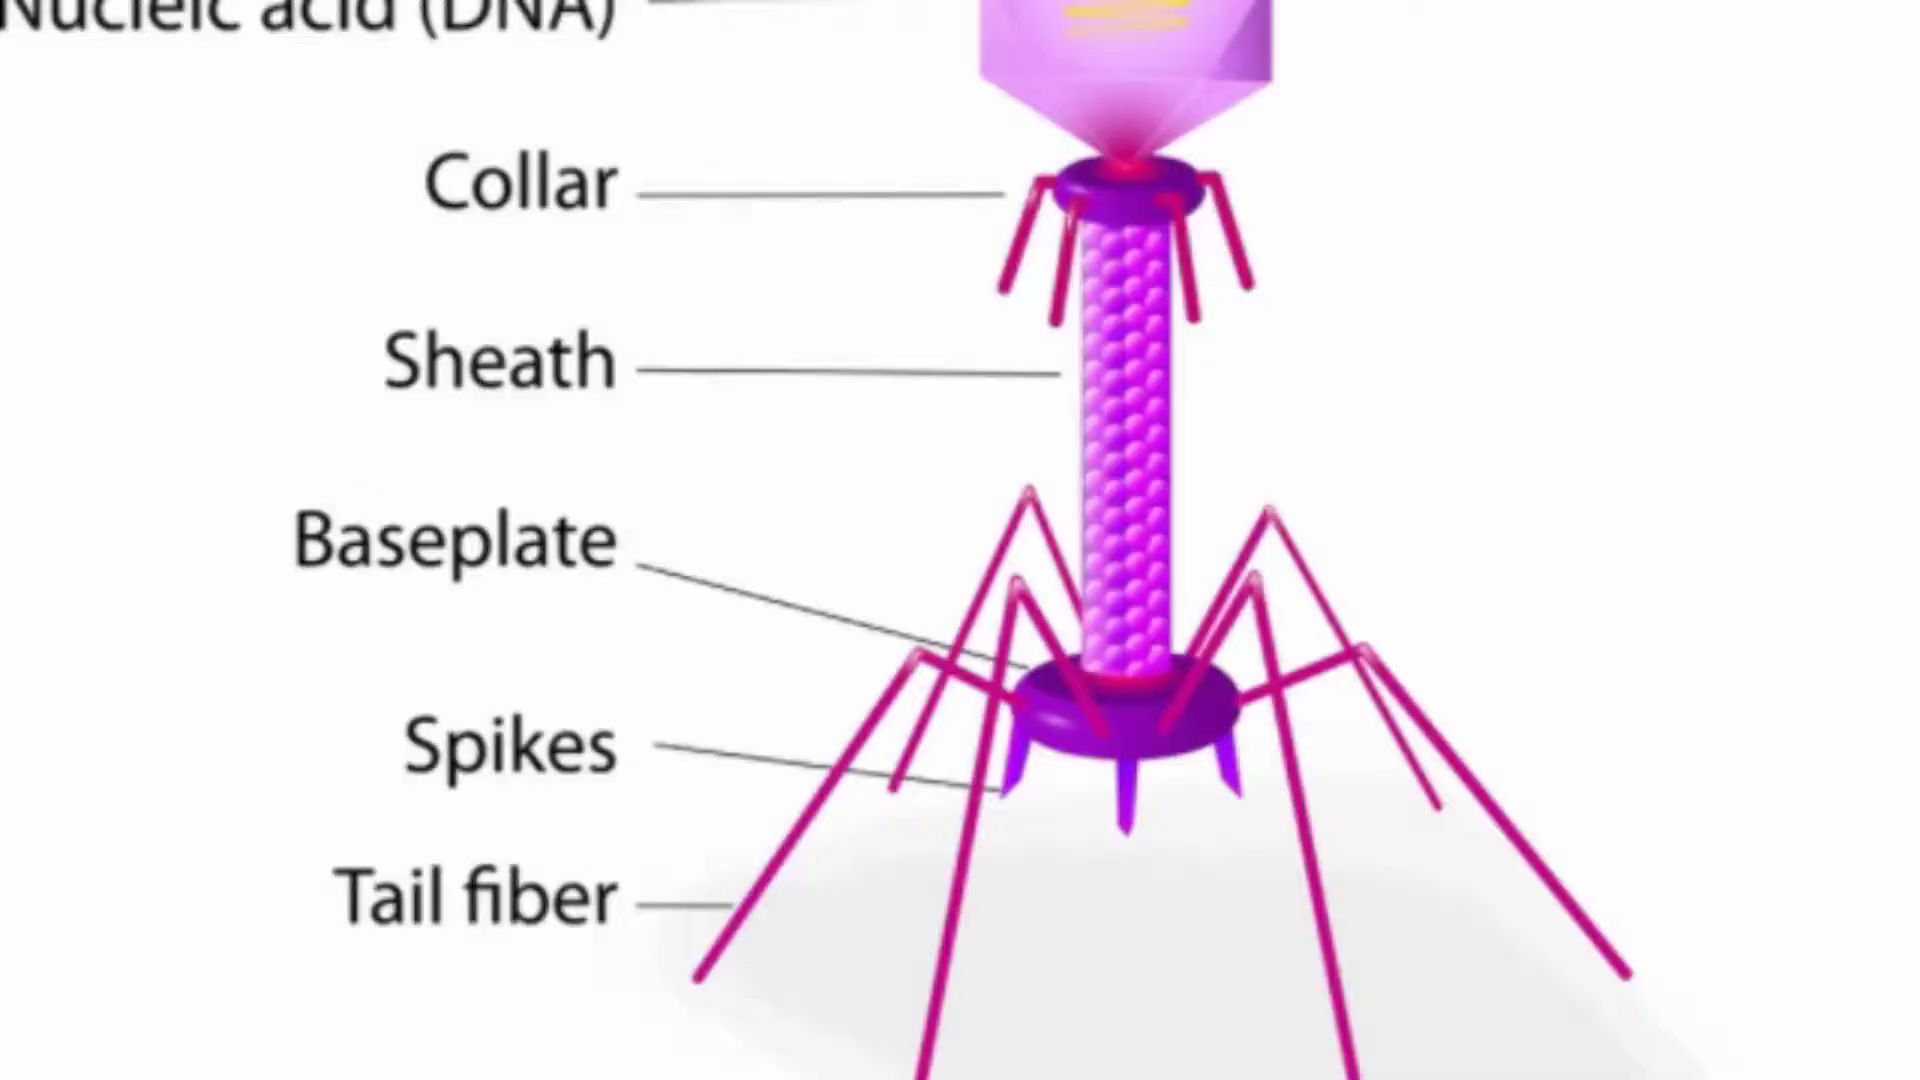 Nucleic acid (DNA)
Collar
Sheath
Baseplate
Spikes
Tail fiber